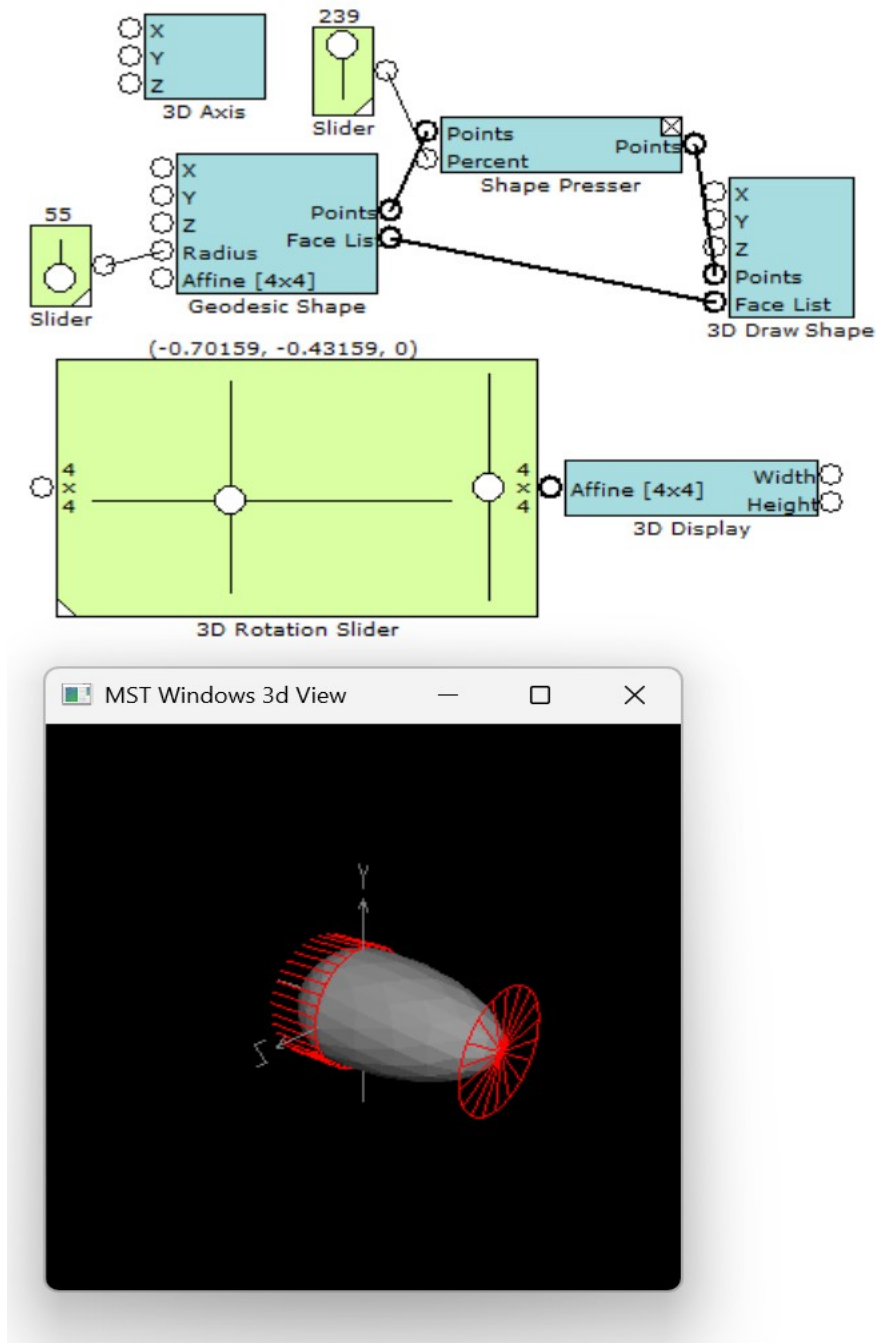 239
X
Y
Z
3D Axis
Slider
Points
Percent
Points
Shape Presser
X
Y
Z
Radius
Affine [4x4]
Points
Face List
Geodesic Shape
55
Slider
X
Y
Z
Points
Face List
3D Draw Shape
(-0.70159, -0.43159, 0)
4
x
4
4
x
4
3D Rotation Slider
Affine [4x4]
Width
Height
3D Display
MST Windows 3d View
Y
Z